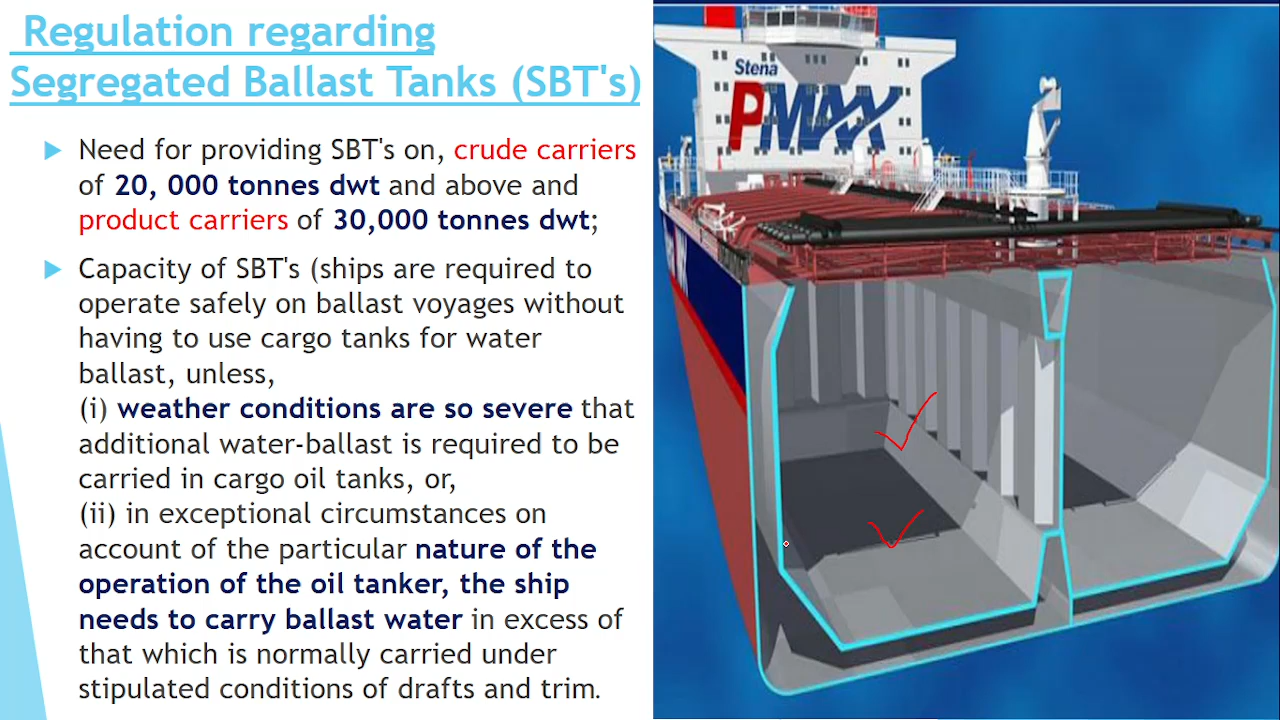 Regulation regarding
Segregated Ballast Tanks (SBT's)
Need for providing SBT's on, crude carriers
of 20, 000 tonnes dwt and above and
product carriers of 30,000 tonnes dwt;
Capacity of SBT's (ships are required to
operate safely on ballast voyages without
having to use cargo tanks for water
ballast, unless,
(i) weather conditions are so severe that
additional water-ballast is required to be
carried in cargo oil tanks, or,
(ii) in exceptional circumstances on
account of the particular nature of the
operation of the oil tanker, the ship
needs to carry ballast water in excess of
that which is normally carried under
stipulated conditions of drafts and trim.
Stena
PMAX